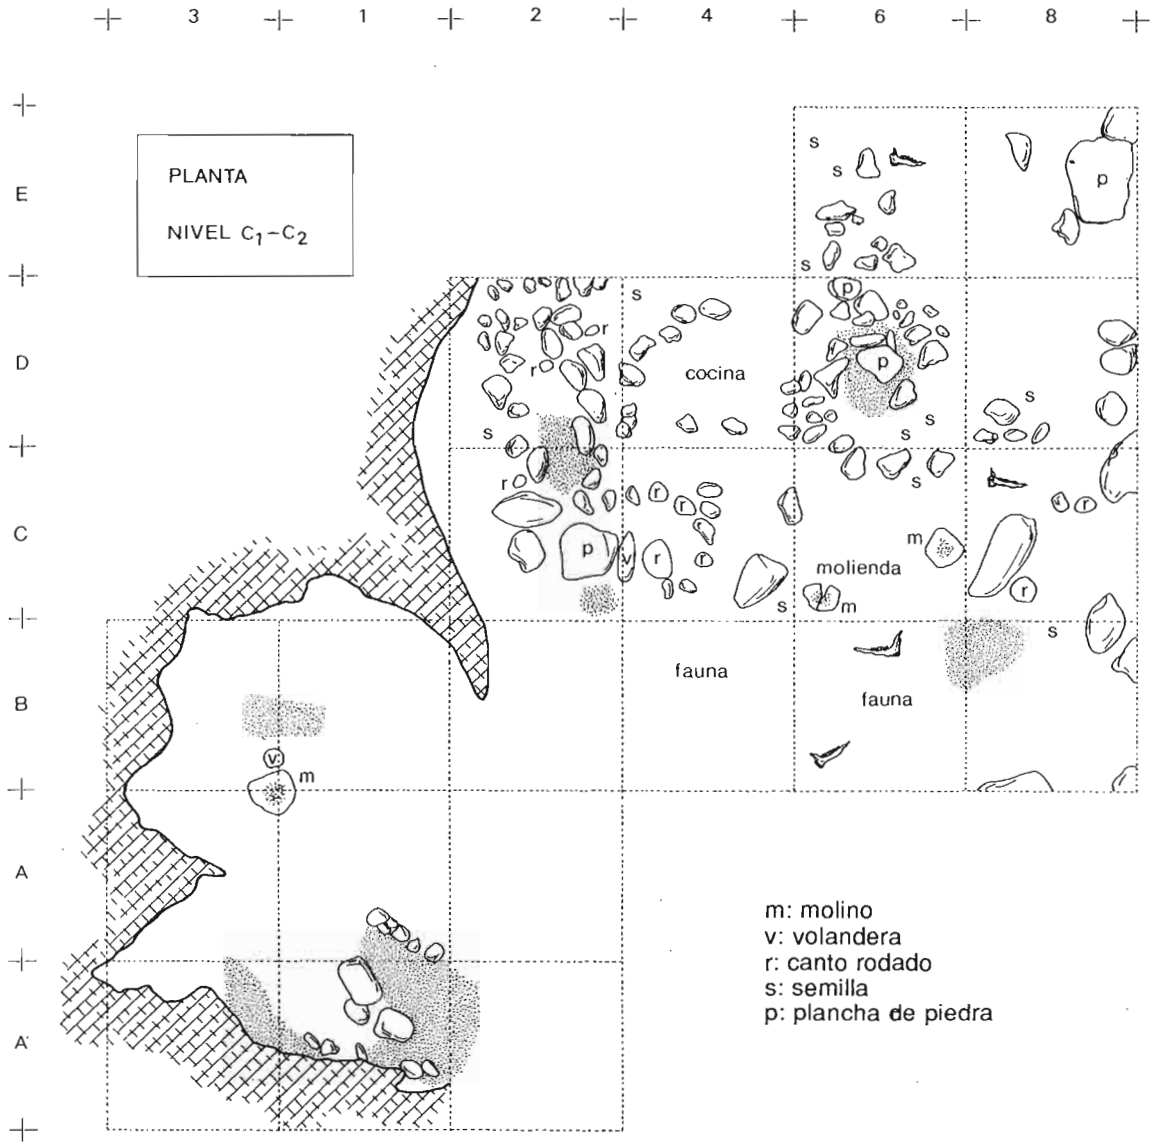 3 1 2 4 6 8
PLANTA
NIVEL C₁-C₂
E
s
s
p
s
p
s
r
D
r
cocina
p
s
s
s
s
r
r
r
s
r
C
p
v
r
r
m
molienda
m
s
r
fauna
s
B
fauna
v
m
A
m: molino
v: volandera
r: canto rodado
s: semilla
p: plancha de piedra
A'